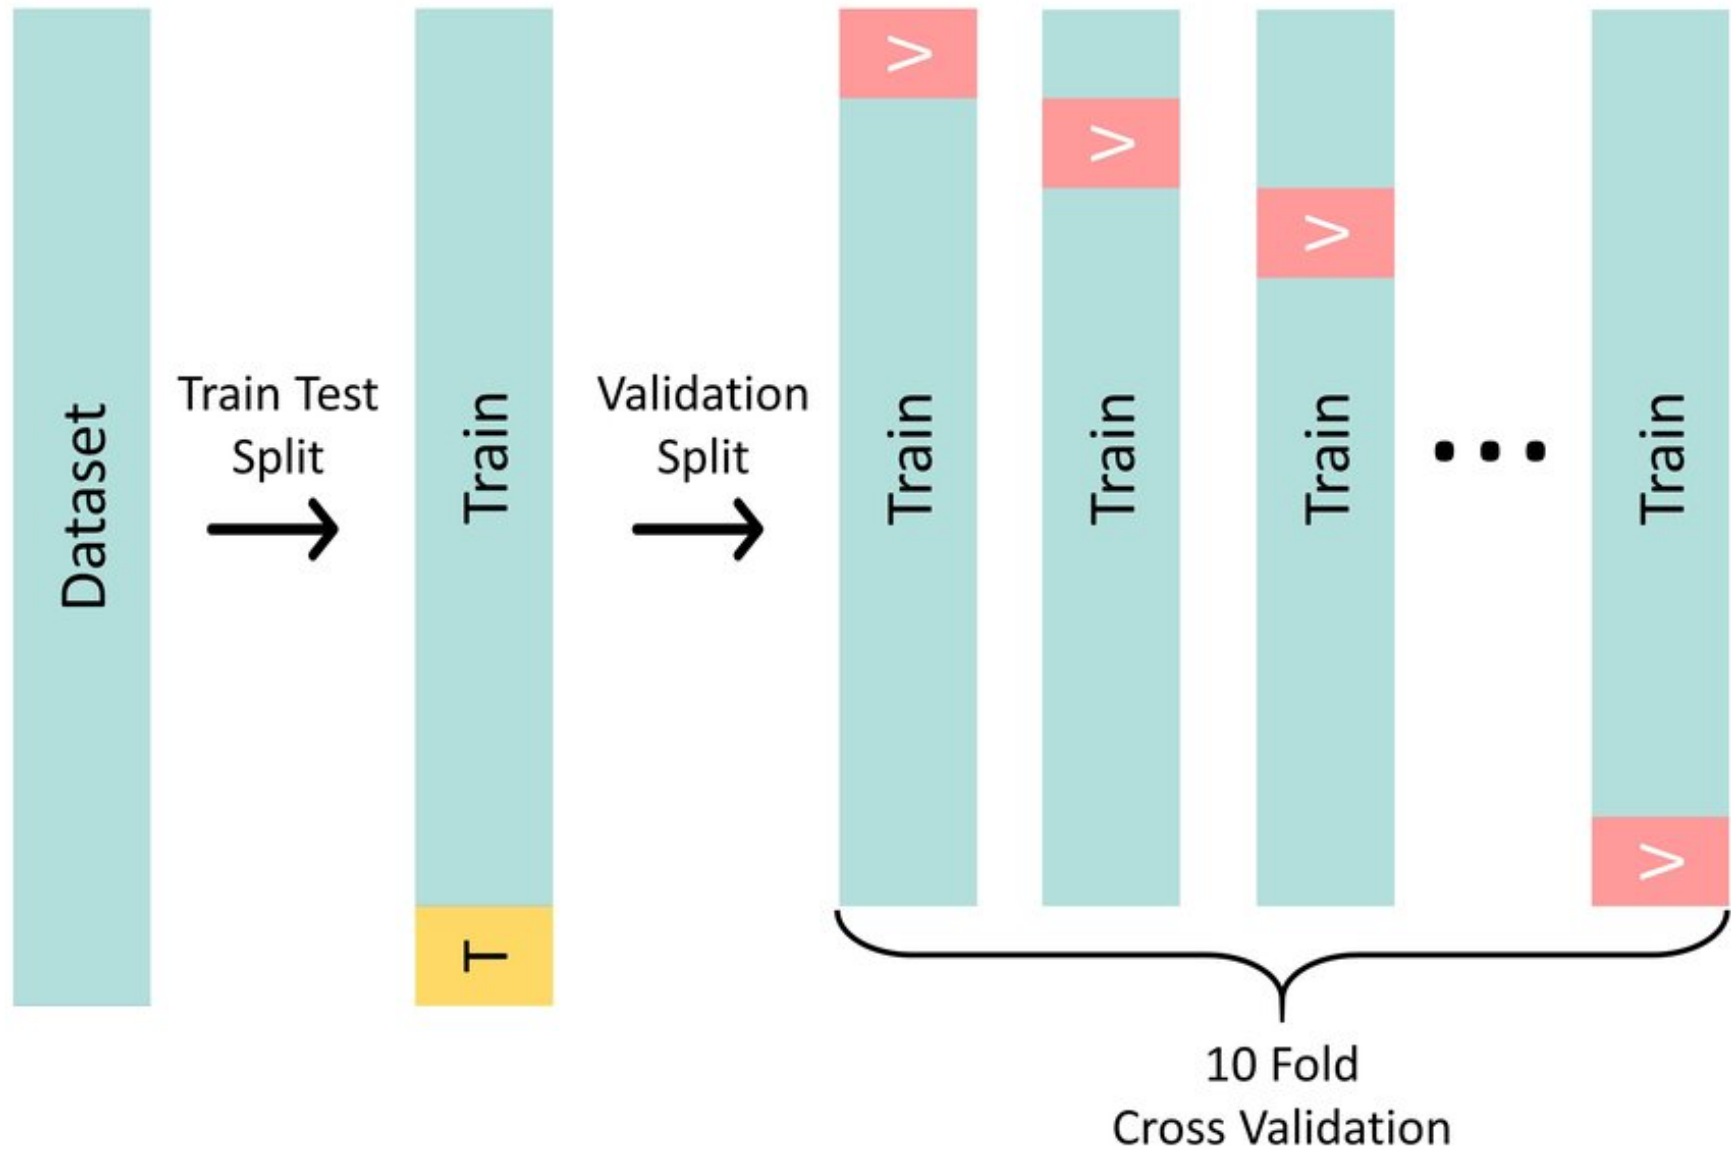 Dataset
Train Test
Split
Train
T
Validation
Split
V
Train
V
Train
V
Train
...
Train
V
10 Fold
Cross Validation